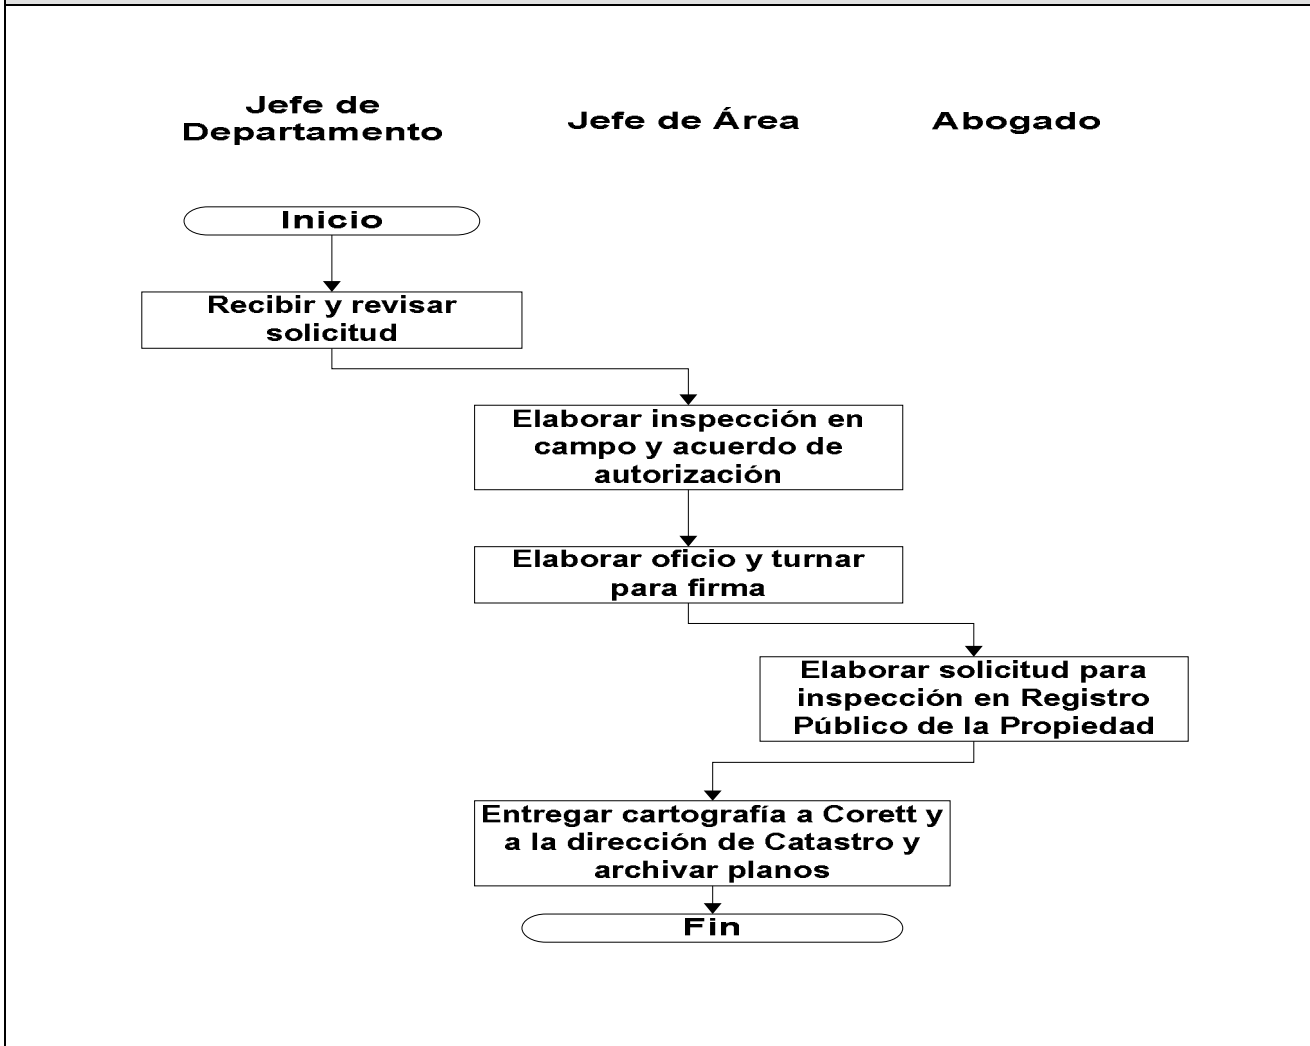 Jefe de
Departamento
Jefe de Área
Abogado
Inicio
Recibir y revisar
solicitud
Elaborar inspección en
campo y acuerdo de
autorización
Elaborar oficio y turnar
para firma
Elaborar solicitud para
inspección en Registro
Público de la Propiedad
Entregar cartografía a Corett y
a la dirección de Catastro y
archivar planos
Fin